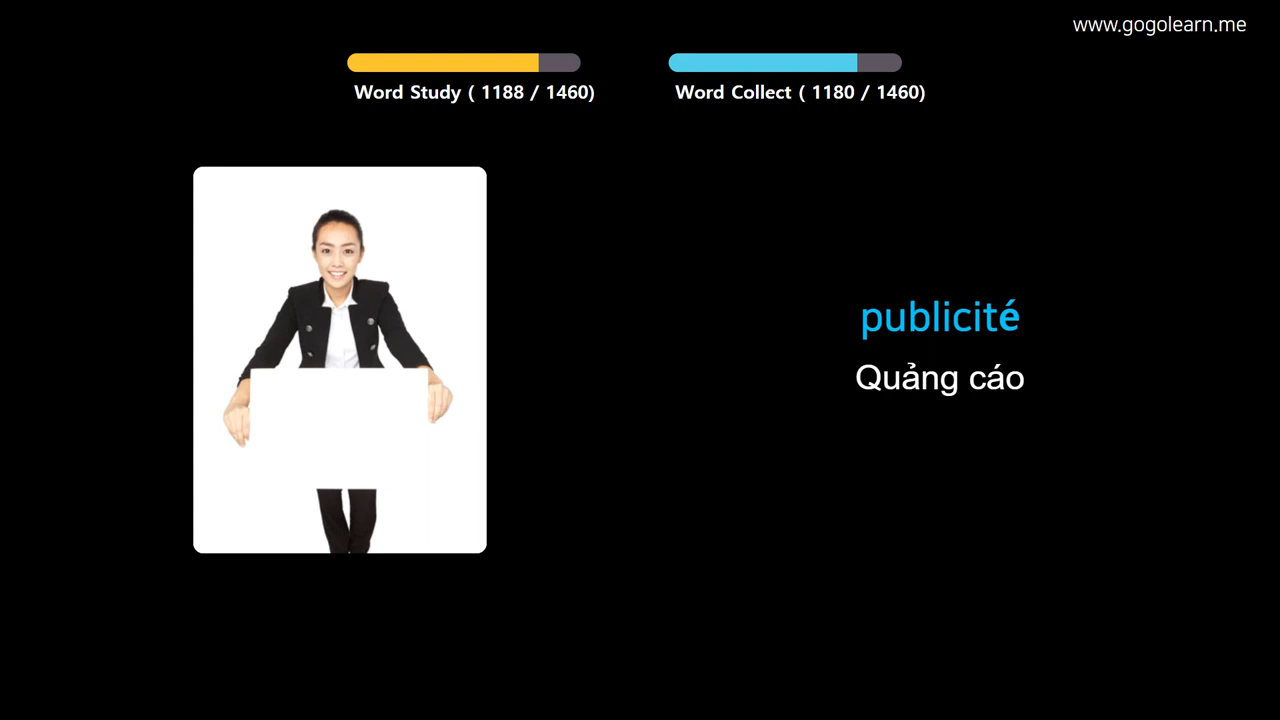 www.gogolearn.me
Word Study ( 1188 / 1460)
Word Collect ( 1180 / 1460)
publicité
Quảng cáo